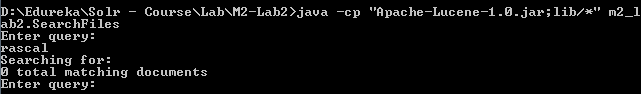 D:\Edureka\Solr - Course\Lab\M2-Lab2>java -cp "Apache-Lucene-1.0.jar;lib/*" m2_l
ab2.SearchFiles
Enter query:
rascal
Searching for:
0 total matching documents
Enter query: